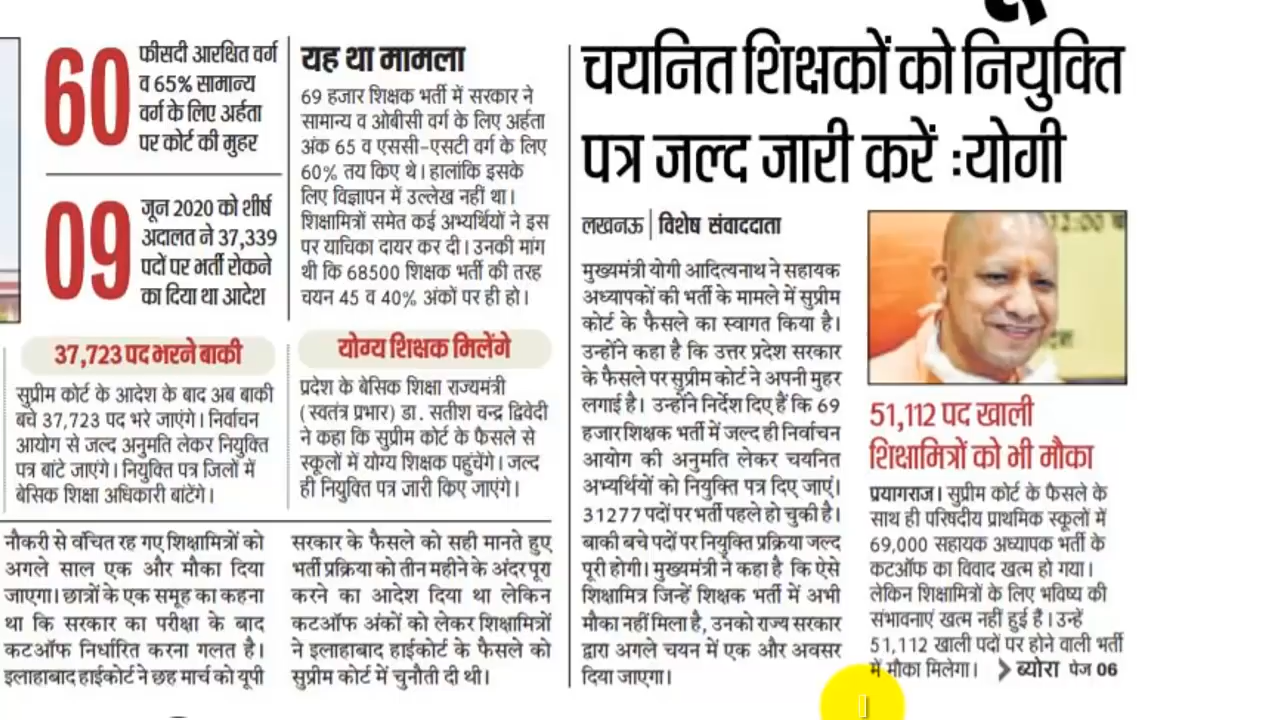 60
फीसदी आरक्षित वर्ग
व 65% सामान्य
वर्ग के लिए अर्हता
पर कोर्ट की मुहर
09
जून 2020 को शीर्ष
अदालत ने 37,339
पदों पर भर्ती रोकने
का दिया था आदेश
यह था मामला
69 हजार शिक्षक भर्ती में सरकार ने
सामान्य व ओबीसी वर्ग के लिए अर्हता
अंक 65 व एससी-एसटी वर्ग के लिए
60% तय किए थे। हालांकि इसके
लिए विज्ञापन में उल्लेख नहीं था।
शिक्षामित्रों समेत कई अभ्यर्थियों ने इस
पर याचिका दायर कर दी। उनकी मांग
थी कि 68500 शिक्षक भर्ती की तरह
चयन 45 व 40% अंकों पर ही हो।
37,723 पद भरने बाकी
सुप्रीम कोर्ट के आदेश के बाद अब बाकी
बचे 37,723 पद भरे जाएंगे। निर्वाचन
आयोग से जल्द अनुमति लेकर नियुक्ति
पत्र बांटे जाएंगे। नियुक्ति पत्र जिलों में
बेसिक शिक्षा अधिकारी बांटेंगे।
योग्य शिक्षक मिलेंगे
प्रदेश के बेसिक शिक्षा राज्यमंत्री
(स्वतंत्र प्रभार) डा. सतीश चन्द्र द्विवेदी
ने कहा कि सुप्रीम कोर्ट के फैसले से
स्कूलों में योग्य शिक्षक पहुंचेंगे। जल्द
ही नियुक्ति पत्र जारी किए जाएंगे।
नौकरी से वंचित रह गए शिक्षामित्रों को
अगले साल एक और मौका दिया
जाएगा। छात्रों के एक समूह का कहना
था कि सरकार का परीक्षा के बाद
कटऑफ निर्धारित करना गलत है।
इलाहाबाद हाईकोर्ट ने छह मार्च को यूपी
सरकार के फैसले को सही मानते हुए
भर्ती प्रक्रिया को तीन महीने के अंदर पूरा
करने का आदेश दिया था लेकिन
कटऑफ अंकों को लेकर शिक्षामित्रों
ने इलाहाबाद हाईकोर्ट के फैसले को
सुप्रीम कोर्ट में चुनौती दी थी।
चयनित शिक्षकों को नियुक्ति
पत्र जल्द जारी करें :योगी
लखनऊ | विशेष संवाददाता
मुख्यमंत्री योगी आदित्यनाथ ने सहायक
अध्यापकों की भर्ती के मामले में सुप्रीम
कोर्ट के फैसले का स्वागत किया है।
उन्होंने कहा है कि उत्तर प्रदेश सरकार
के फैसले पर सुप्रीम कोर्ट ने अपनी मुहर
लगाई है। उन्होंने निर्देश दिए हैं कि 69
हजार शिक्षक भर्ती में जल्द ही निर्वाचन
आयोग की अनुमति लेकर चयनित
अभ्यर्थियों को नियुक्ति पत्र दिए जाएं।
31277 पदों पर भर्ती पहले हो चुकी है।
बाकी बचे पदों पर नियुक्ति प्रक्रिया जल्द
पूरी होगी। मुख्यमंत्री ने कहा है कि ऐसे
शिक्षामित्र जिन्हें शिक्षक भर्ती में अभी
मौका नहीं मिला है, उनको राज्य सरकार
द्वारा अगले चयन में एक और अवसर
दिया जाएगा।
12:00
51,112 पद खाली
शिक्षामित्रों को भी मौका
प्रयागराज। सुप्रीम कोर्ट के फैसले के
साथ ही परिषदीय प्राथमिक स्कूलों में
69,000 सहायक अध्यापक भर्ती के
कटऑफ का विवाद खत्म हो गया।
लेकिन शिक्षामित्रों के लिए भविष्य की
संभावनाएं खत्म नहीं हुई हैं। उन्हें
51,112 खाली पदों पर होने वाली भर्ती
में मौका मिलेगा। ❯ ब्योरा पेज 06